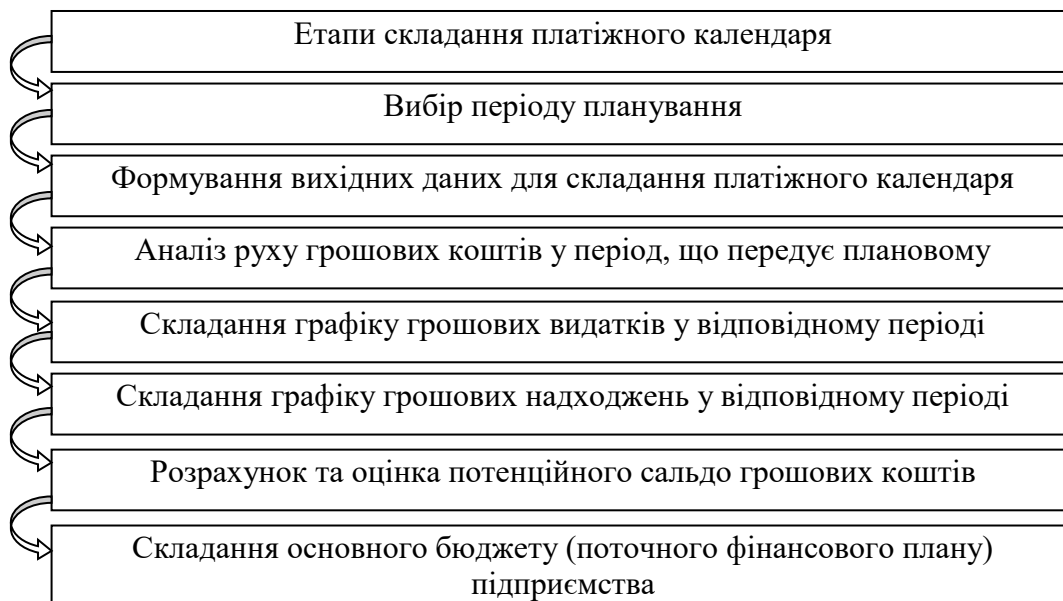 Етапи складання платіжного календаря
Вибір періоду планування
Формування вихідних даних для складання платіжного календаря
Аналіз руху грошових коштів у період, що передує плановому
Складання графіку грошових видатків у відповідному періоді
Складання графіку грошових надходжень у відповідному періоді
Розрахунок та оцінка потенційного сальдо грошових коштів
Складання основного бюджету (поточного фінансового плану)
підприємства